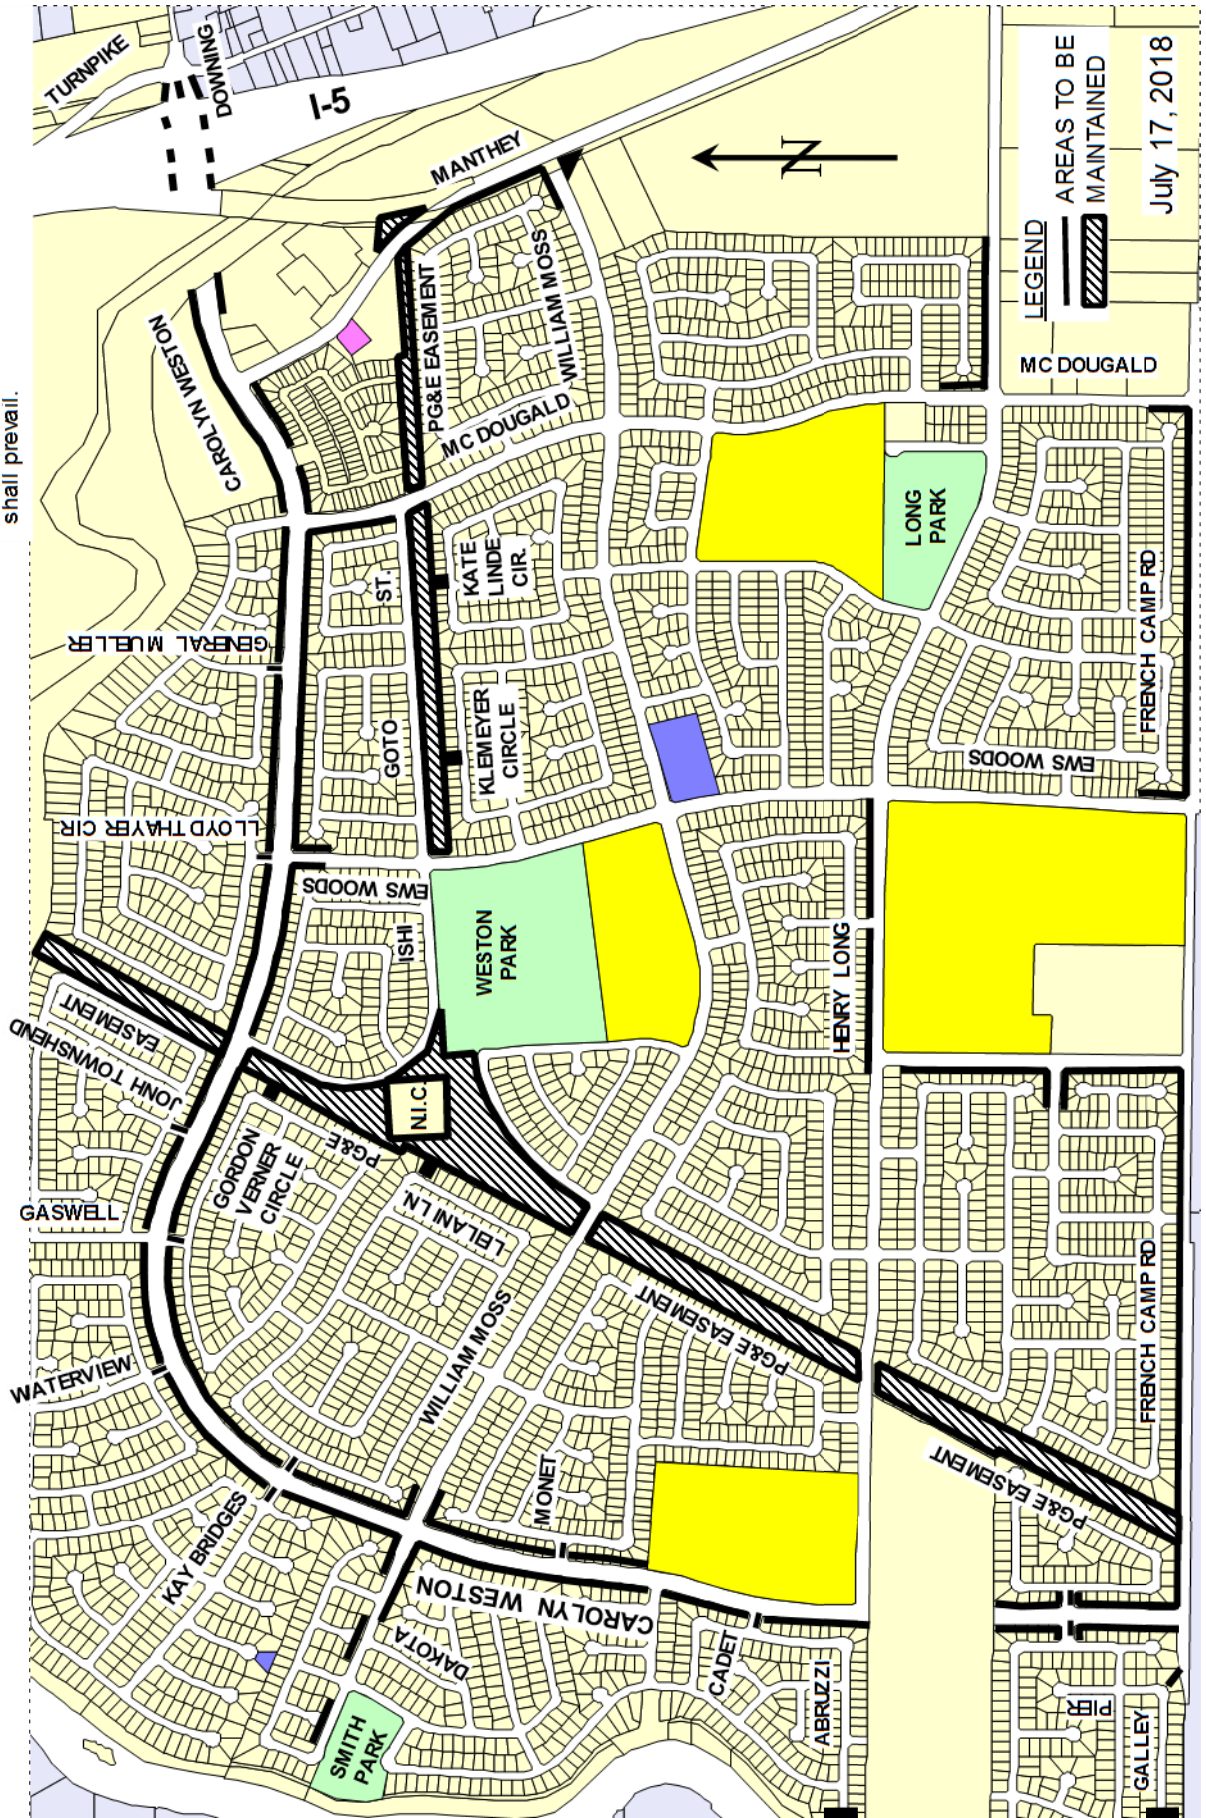 shall prevail.
TURNPIKE
DOWNING
I-5
MANTHEY
N
LEGEND
AREAS TO BE
MAINTAINED
July 17, 2018
CAROLYN WESTON
PG&E EASEMENT
WILLIAM MOSS
MC DOUGALD
MC DOUGALD
LONG
PARK
FRENCH CAMP RD
GENERAL MUELLER
ST.
KATE
LINDE
CIR.
GOTO
KLEMEYER
CIRCLE
EWS WOODS
LLOYD THAYER CIR
EWS WOODS
ISHI
WESTON
PARK
HENRY LONG
EASEMENT
JONH TOWNSHEND
N.I.C.
PG&E
GORDON
VERNER
CIRCLE
GASWELL
LEILANI LN.
WILLIAM MOSS
PG&E EASEMENT
FRENCH CAMP RD
WATERVIEW
MONET
PG&E EASEMENT
KAY BRIDGES
CAROLYN WESTON
DAKOTA
CADET
ABRUZZI
SMITH
PARK
PIER
GALLEY